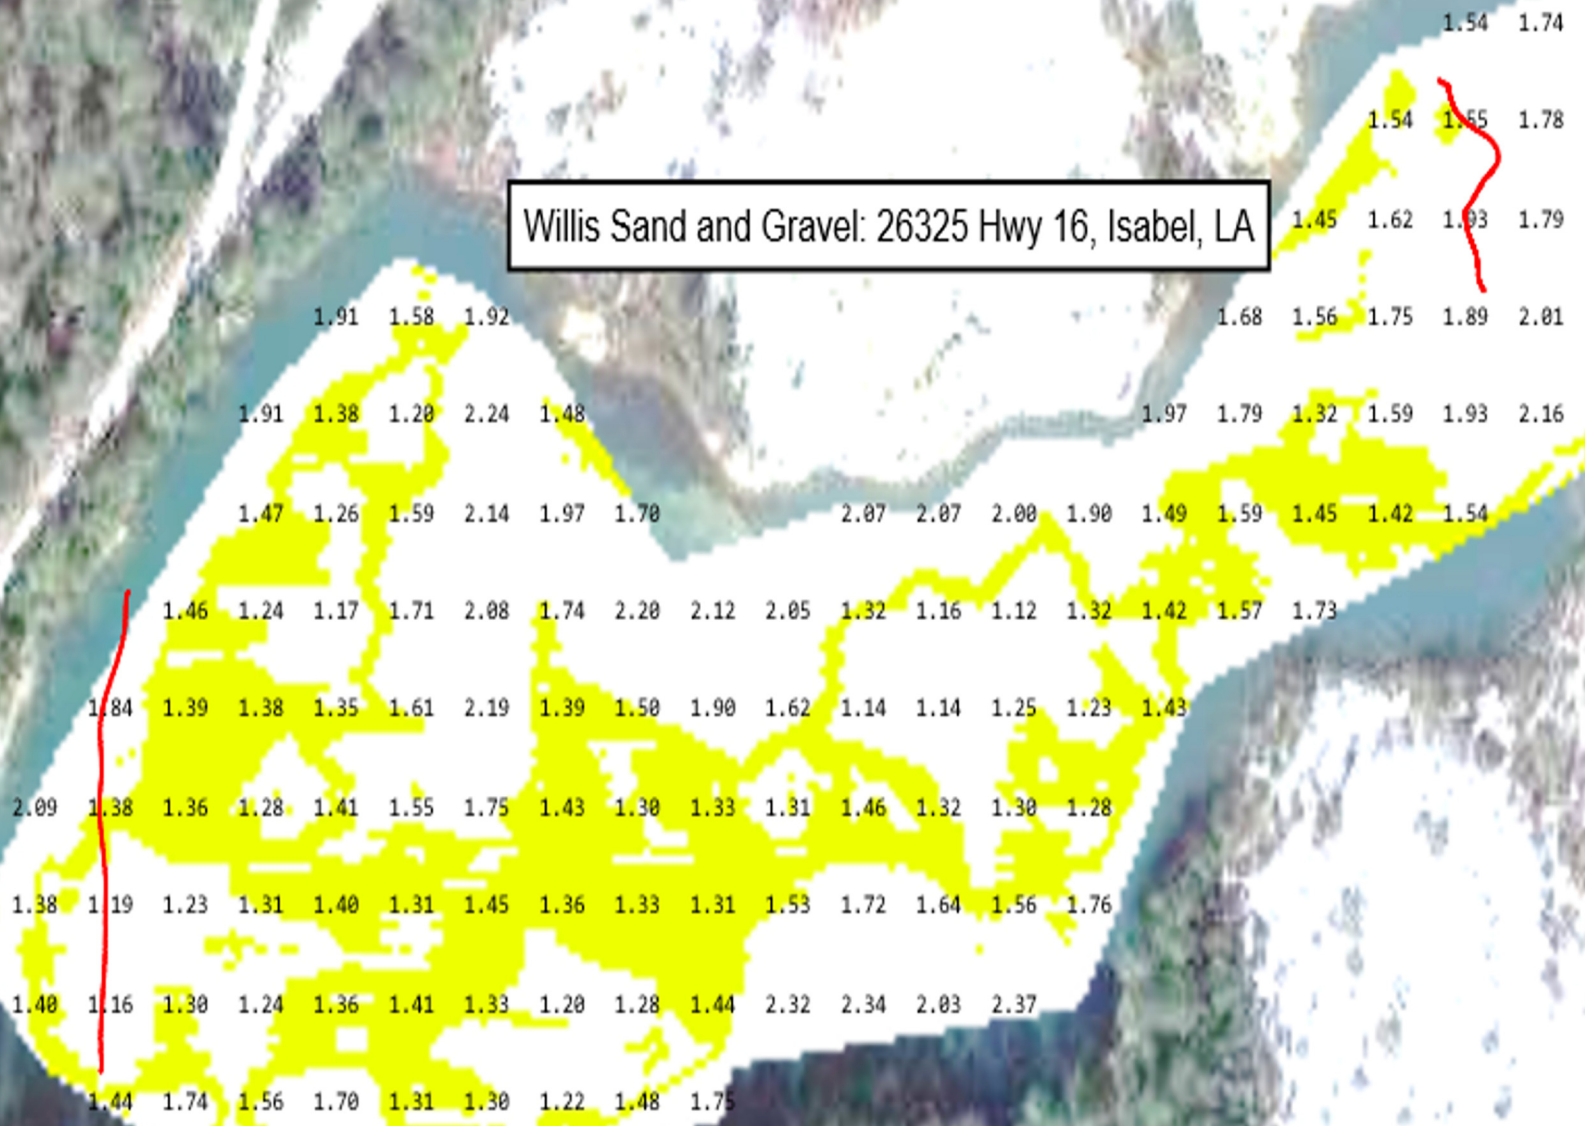 1.54 1.74
1.54 1.55 1.78
Willis Sand and Gravel: 26325 Hwy 16, Isabel, LA
1.45 1.62 1.93 1.79
1.91 1.58 1.92 1.68 1.56 1.75 1.89 2.01
1.91 1.38 1.20 2.24 1.48 1.97 1.79 1.32 1.59 1.93 2.16
1.47 1.26 1.59 2.14 1.97 1.70 2.07 2.07 2.00 1.90 1.49 1.59 1.45 1.42 1.54
1.46 1.24 1.17 1.71 2.08 1.74 2.20 2.12 2.05 1.32 1.16 1.12 1.32 1.42 1.57 1.73
1.84 1.39 1.38 1.35 1.61 2.19 1.39 1.50 1.90 1.62 1.14 1.14 1.25 1.23 1.43
2.09 1.38 1.36 1.28 1.41 1.55 1.75 1.43 1.30 1.33 1.31 1.46 1.32 1.30 1.28
1.38 1.19 1.23 1.31 1.40 1.31 1.45 1.36 1.33 1.31 1.53 1.72 1.64 1.56 1.76
1.40 1.16 1.30 1.24 1.36 1.41 1.33 1.20 1.28 1.44 2.32 2.34 2.03 2.37
1.44 1.74 1.56 1.70 1.31 1.30 1.22 1.48 1.75